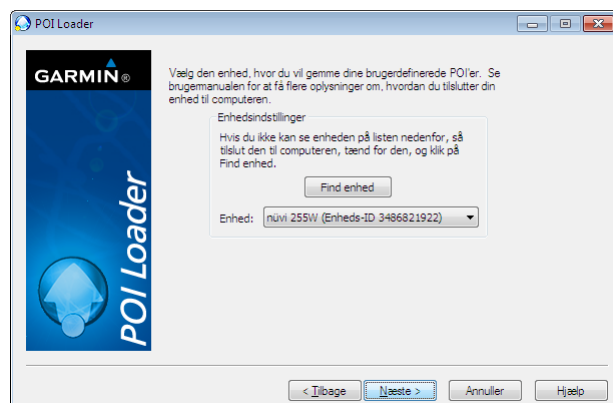 POI Loader
GARMIN®
POI Loader
Vælg den enhed, hvor du vil gemme dine brugerdefinerede POI'er. Se
brugermanualen for at få flere oplysninger om, hvordan du tilslutter din
enhed til computeren.
Enhedsindstillinger
Hvis du ikke kan se enheden på listen nedenfor, så
tilslut den til computeren, tænd for den, og klik på
Find enhed.
Find enhed
Enhed: nüvi 255W (Enheds-ID 3486821922)
< Tilbage Næste > Annuller Hjælp